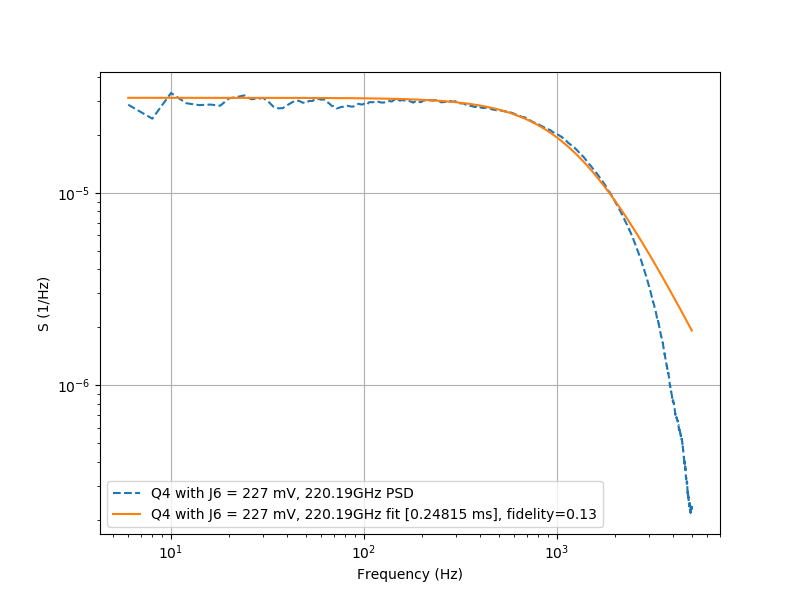 10⁻⁵
10⁻⁶
S (1/Hz)
Q4 with J6 = 227 mV, 220.19GHz PSD
Q4 with J6 = 227 mV, 220.19GHz fit [0.24815 ms], fidelity=0.13
10¹
10²
10³
Frequency (Hz)